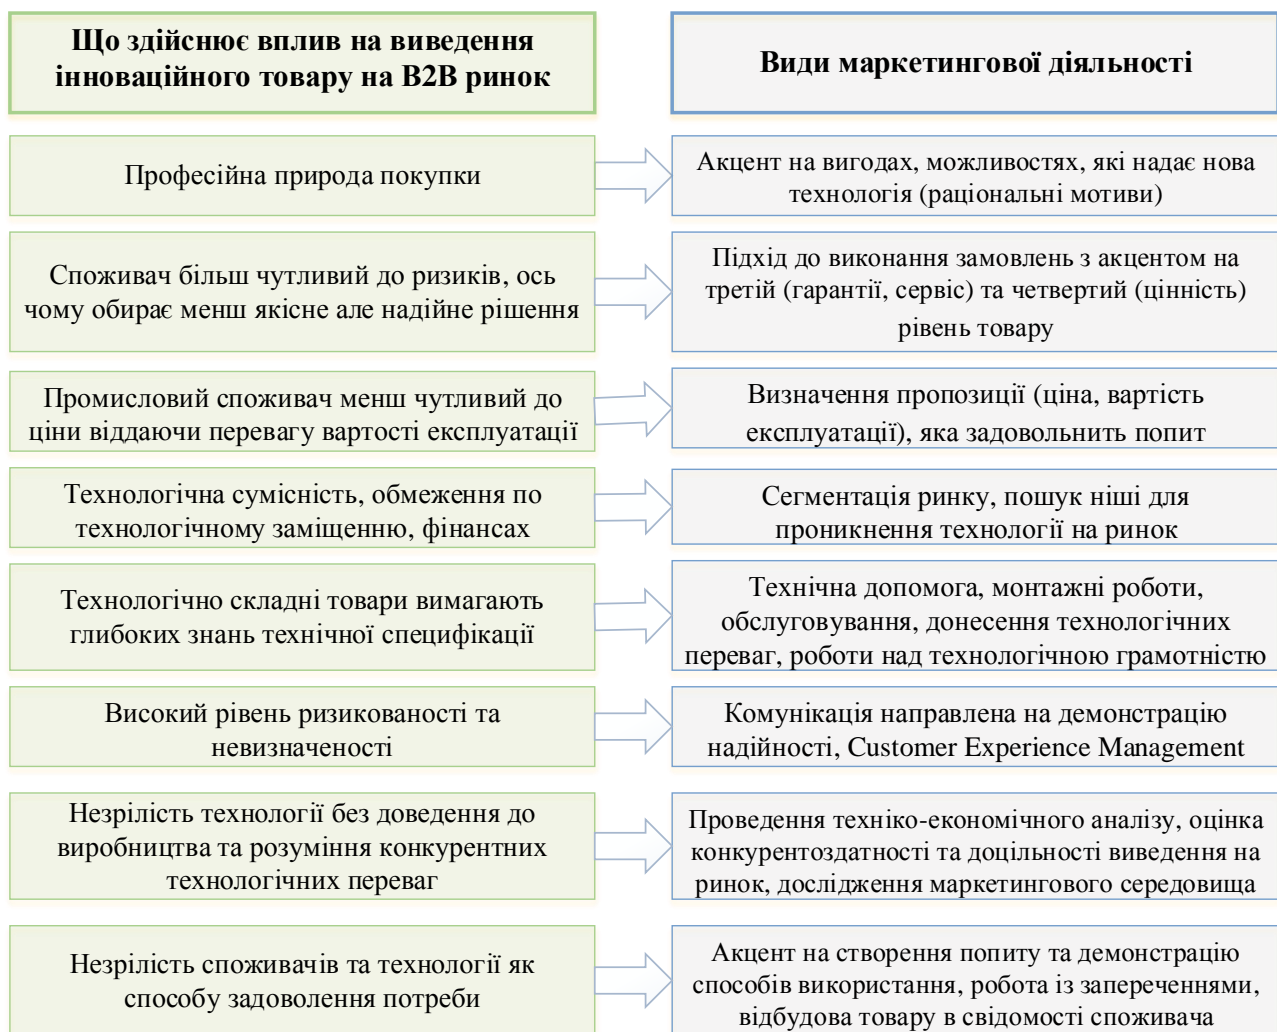 Що здійснює вплив на виведення
інноваційного товару на В2В ринок
Види маркетингової діяльності
Професійна природа покупки
Акцент на вигодах, можливостях, які надає нова
технологія (раціональні мотиви)
Споживач більш чутливий до ризиків, ось
чому обирає менш якісне але надійне рішення
Підхід до виконання замовлень з акцентом на
третій (гарантії, сервіс) та четвертий (цінність)
рівень товару
Промисловий споживач менш чутливий до
ціни віддаючи перевагу вартості експлуатації
Визначення пропозиції (ціна, вартість
експлуатації), яка задовольнить попит
Технологічна сумісність, обмеження по
технологічному заміщенню, фінансах
Сегментація ринку, пошук ніші для
проникнення технології на ринок
Технологічно складні товари вимагають
глибоких знань технічної специфікації
Технічна допомога, монтажні роботи,
обслуговування, донесення технологічних
переваг, роботи над технологічною грамотністю
Високий рівень ризикованості та
невизначеності
Комунікація направлена на демонстрацію
надійності, Customer Experience Management
Незрілість технології без доведення до
виробництва та розуміння конкурентних
технологічних переваг
Проведення техніко-економічного аналізу, оцінка
конкурентоздатності та доцільності виведення на
ринок, дослідження маркетингового середовища
Незрілість споживачів та технології як
способу задоволення потреби
Акцент на створення попиту та демонстрацію
способів використання, робота із запереченнями,
відбудова товару в свідомості споживача